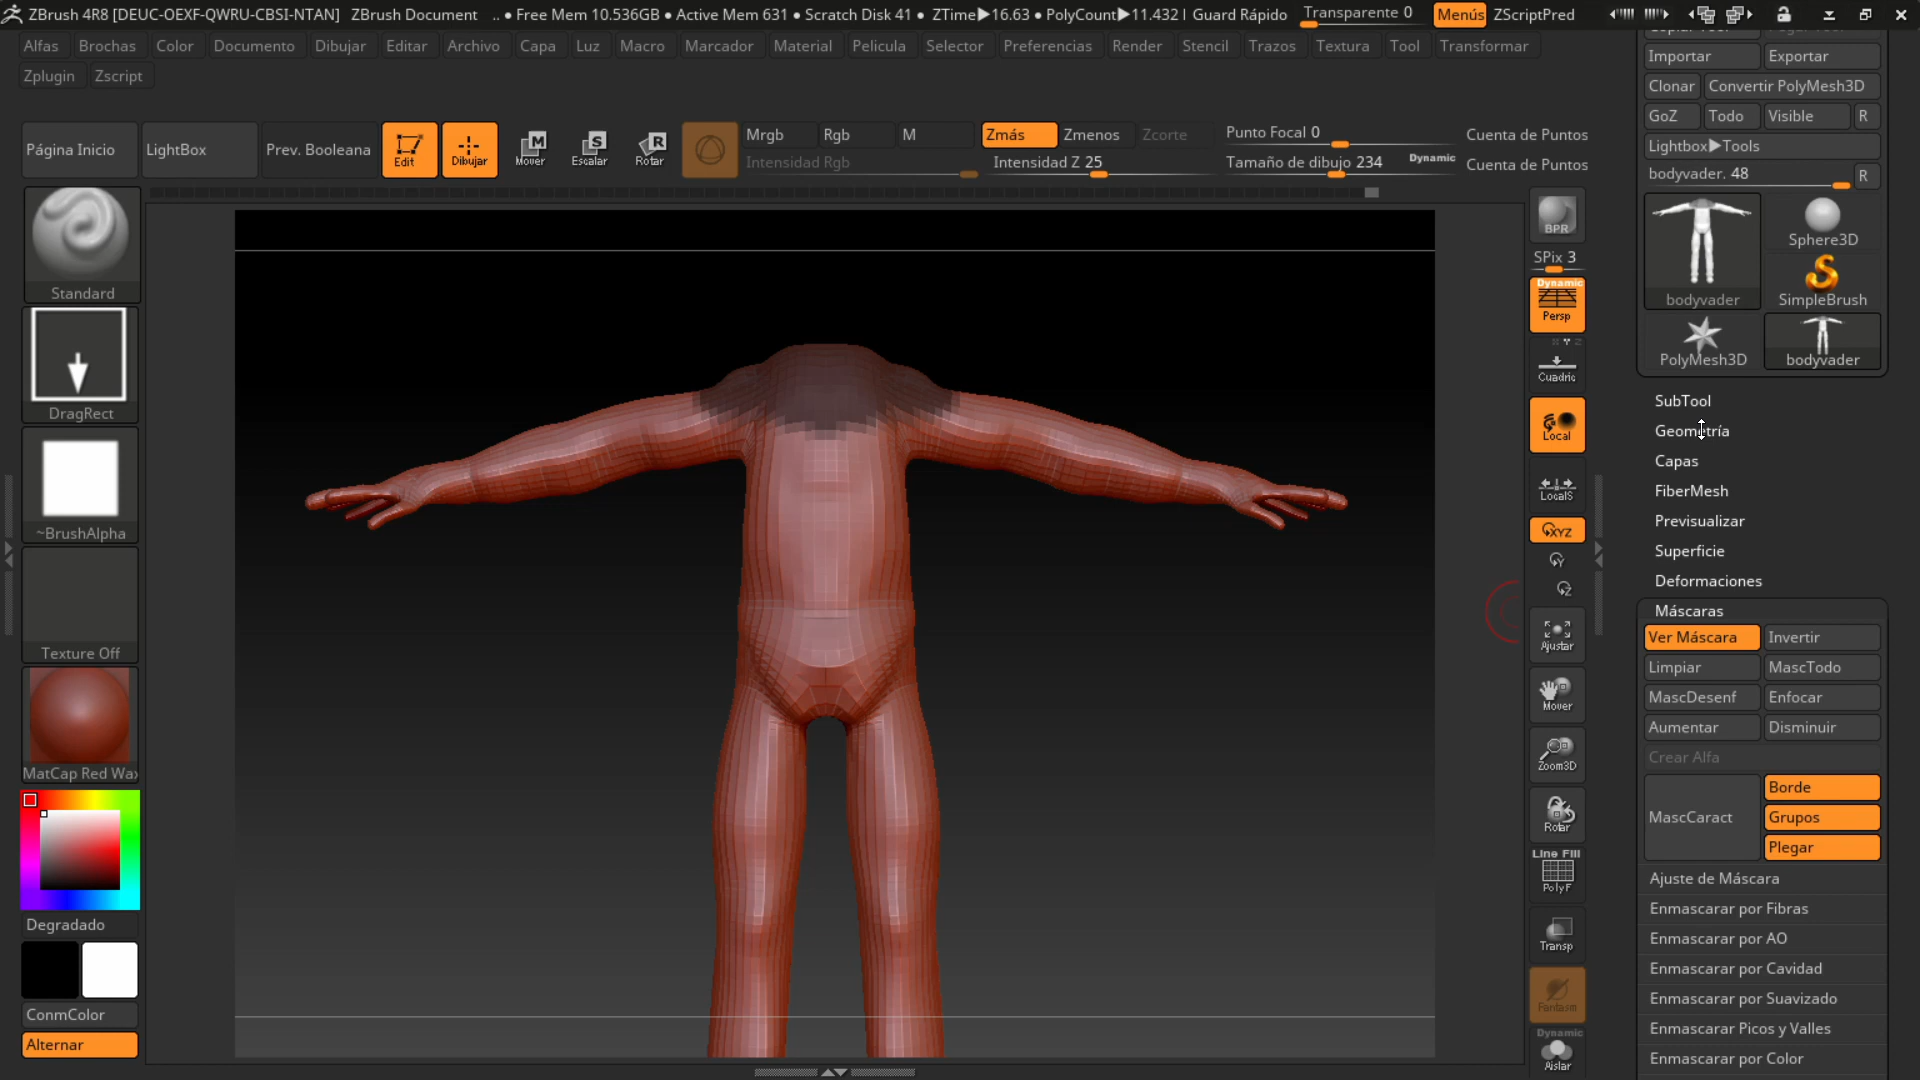 ZBrush 4R8 [DEUC-OEXF-QWRU-CBSI-NTAN] ZBrush Document .. ● Free Mem 10.536GB ● Active Mem 631 ● Scratch Disk 41 ● ZTime▶16.63 ● PolyCount▶11.432 | Guard Rápido Transparente 0 Menús ZScriptPred
Alfas Brochas Color Documento Dibujar Editar Archivo Capa Luz Macro Marcador Material Pelicula Selector Preferencias Render Stencil Trazos Textura Tool Transformar
Zplugin Zscript
Página Inicio LightBox Prev. Booleana Edit Dibujar Mover Escalar Rotar
Mrgb Rgb M Zmás Zmenos Zcorte Punto Focal 0 Cuenta de Puntos
Intensidad Rgb Intensidad Z 25 Tamaño de dibujo 234 Dynamic Cuenta de Puntos
Standard
DragRect
~BrushAlpha
Texture Off
MatCap Red Wax
Degradado
ConmColor
Alternar
BPR
SPix 3
Dynamic
Persp
Cuadríc
Local
LocalS
XYZ
Y
Z
Ajustar
Mover
Zoom3D
Rotar
Line Fill
PolyF
Transp
Fantasm
Dynamic
Aislar
Importar Exportar
Clonar Convertir PolyMesh3D
GoZ Todo Visible R
Lightbox▶Tools
bodyvader. 48 R
bodyvader Sphere3D
SimpleBrush
PolyMesh3D bodyvader
SubTool
Geometría
Capas
FiberMesh
Previsualizar
Superficie
Deformaciones
Máscaras
Ver Máscara Invertir
Limpiar MascTodo
MascDesenf Enfocar
Aumentar Disminuir
Crear Alfa
MascCaract Borde
Grupos
Plegar
Ajuste de Máscara
Enmascarar por Fibras
Enmascarar por AO
Enmascarar por Cavidad
Enmascarar por Suavizado
Enmascarar Picos y Valles
Enmascarar por Color